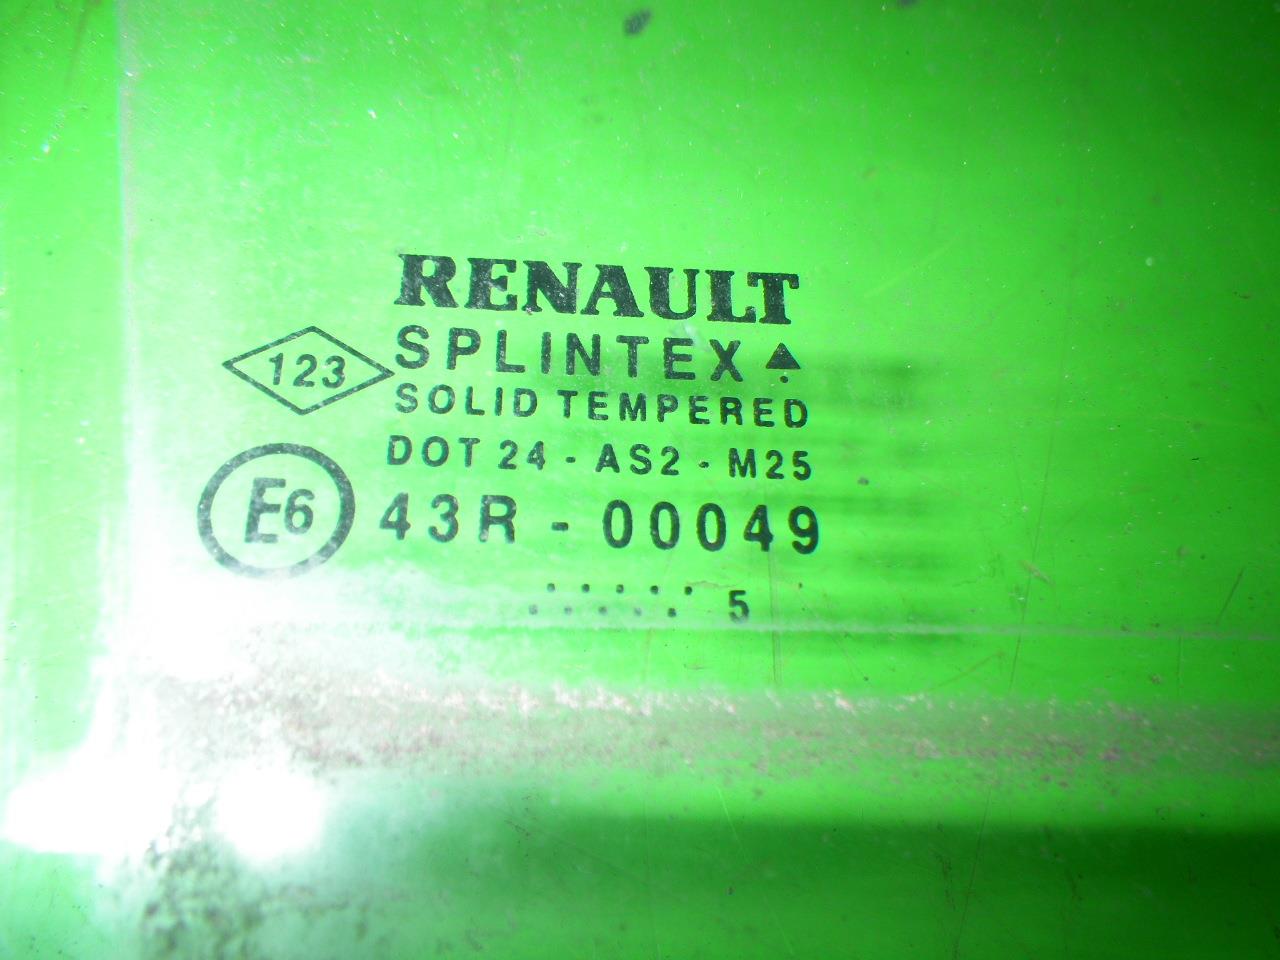 RENAULT
123
SPLINTEX
SOLID TEMPERED
DOT 24 - AS2 - M25
E6
43R - 00049
5